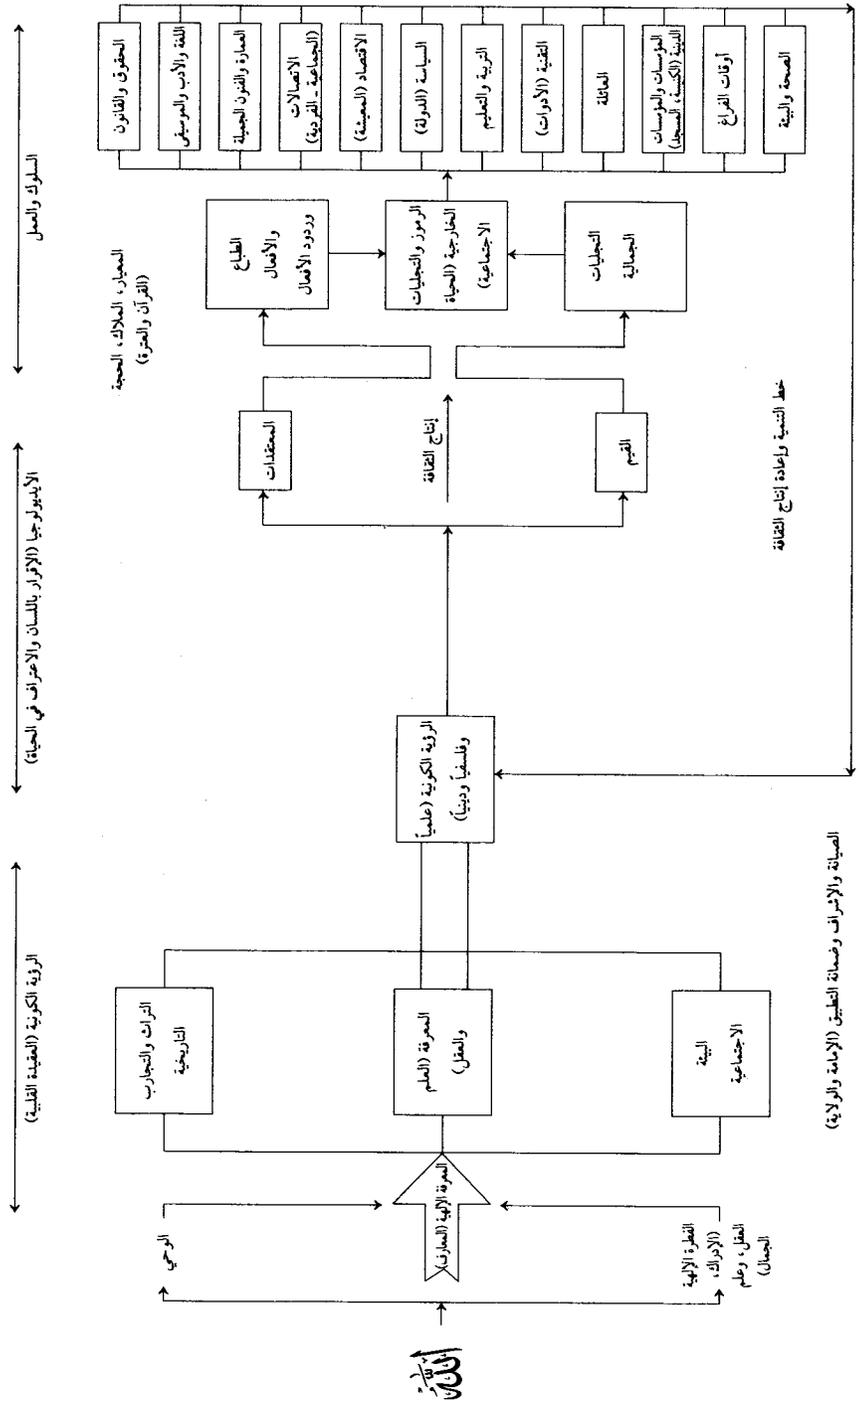 السلوك والعمل
الأيديولوجيا (الإقرار باللسان والاعتراف في الحياة)
الرؤية الكونية (العقيدة القلبية)
المعيار، الملاك، الحجة
(القرآن والعترة)
الحقوق والقانون
اللغة والأدب والموسيقى
العمارة والفنون الجميلة
الاتصالات
(الجماعية - الفردية)
الاقتصاد (المعيشة)
السياسة (الدولة)
التربية والتعليم
التقنية (الأدوات)
العائلة
المؤسسات والمؤسسات
الدينية (الكنيسة، المسجد)
أوقات الفراغ
الصحة والبيئة
الطباع
والأفعال
وردود الأفعال
الرموز والتجليات
الخارجية (الحياة
الاجتماعية)
التجليات
الجمالية
المعتقدات
إنتاج الثقافة
القيم
خط التنمية وإعادة إنتاج الثقافة
الرؤية الكونية (علمياً
وفلسفياً ودينياً)
التراث والتجارب
التاريخية
المعرفة (العلم
والعقل)
البيئة
الاجتماعية
الصيانة والإشراف وضمانة التطبيق (الإمامة والولاية)
المعرفة الإلهية (المعارف)
الوحي
الفطرة الإلهية
(الإدراك،
العقل، وعلم
الجمال)
الله